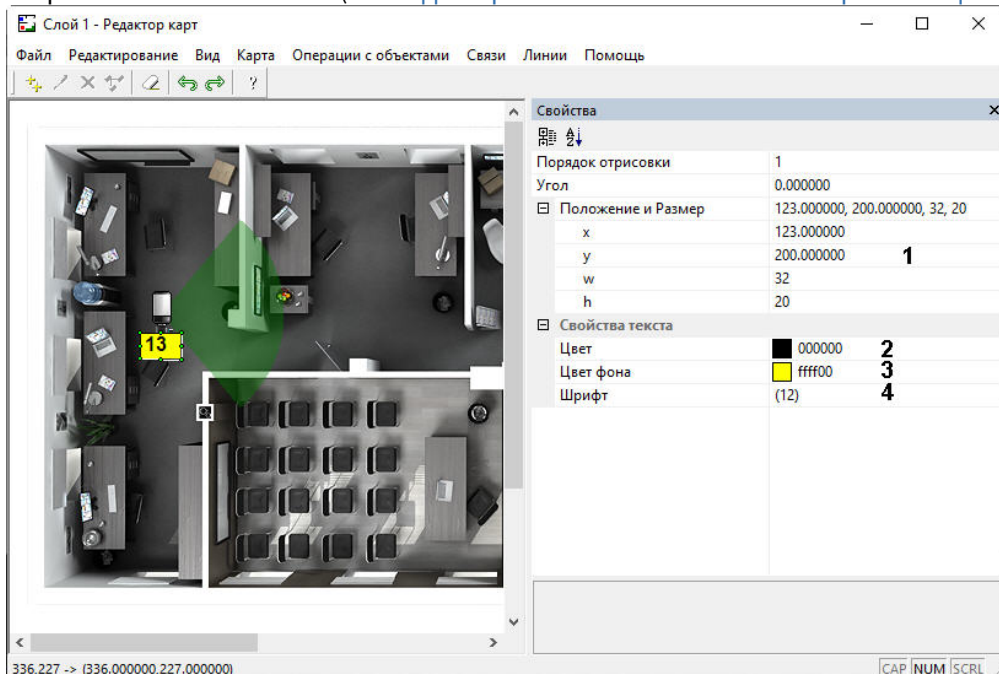 Слой 1 - Редактор карт
Файл Редактирование Вид Карта Операции с объектами Связи Линии Помощь
?
Свойства
Порядок отрисовки 1
Угол 0.000000
Положение и Размер 123.000000, 200.000000, 32, 20
x 123.000000
y 200.000000 1
w 32
h 20
Свойства текста
Цвет 000000 2
Цвет фона ffff00 3
Шрифт (12) 4
13
336,227 -> (336.000000,227.000000)
CAP NUM SCRL